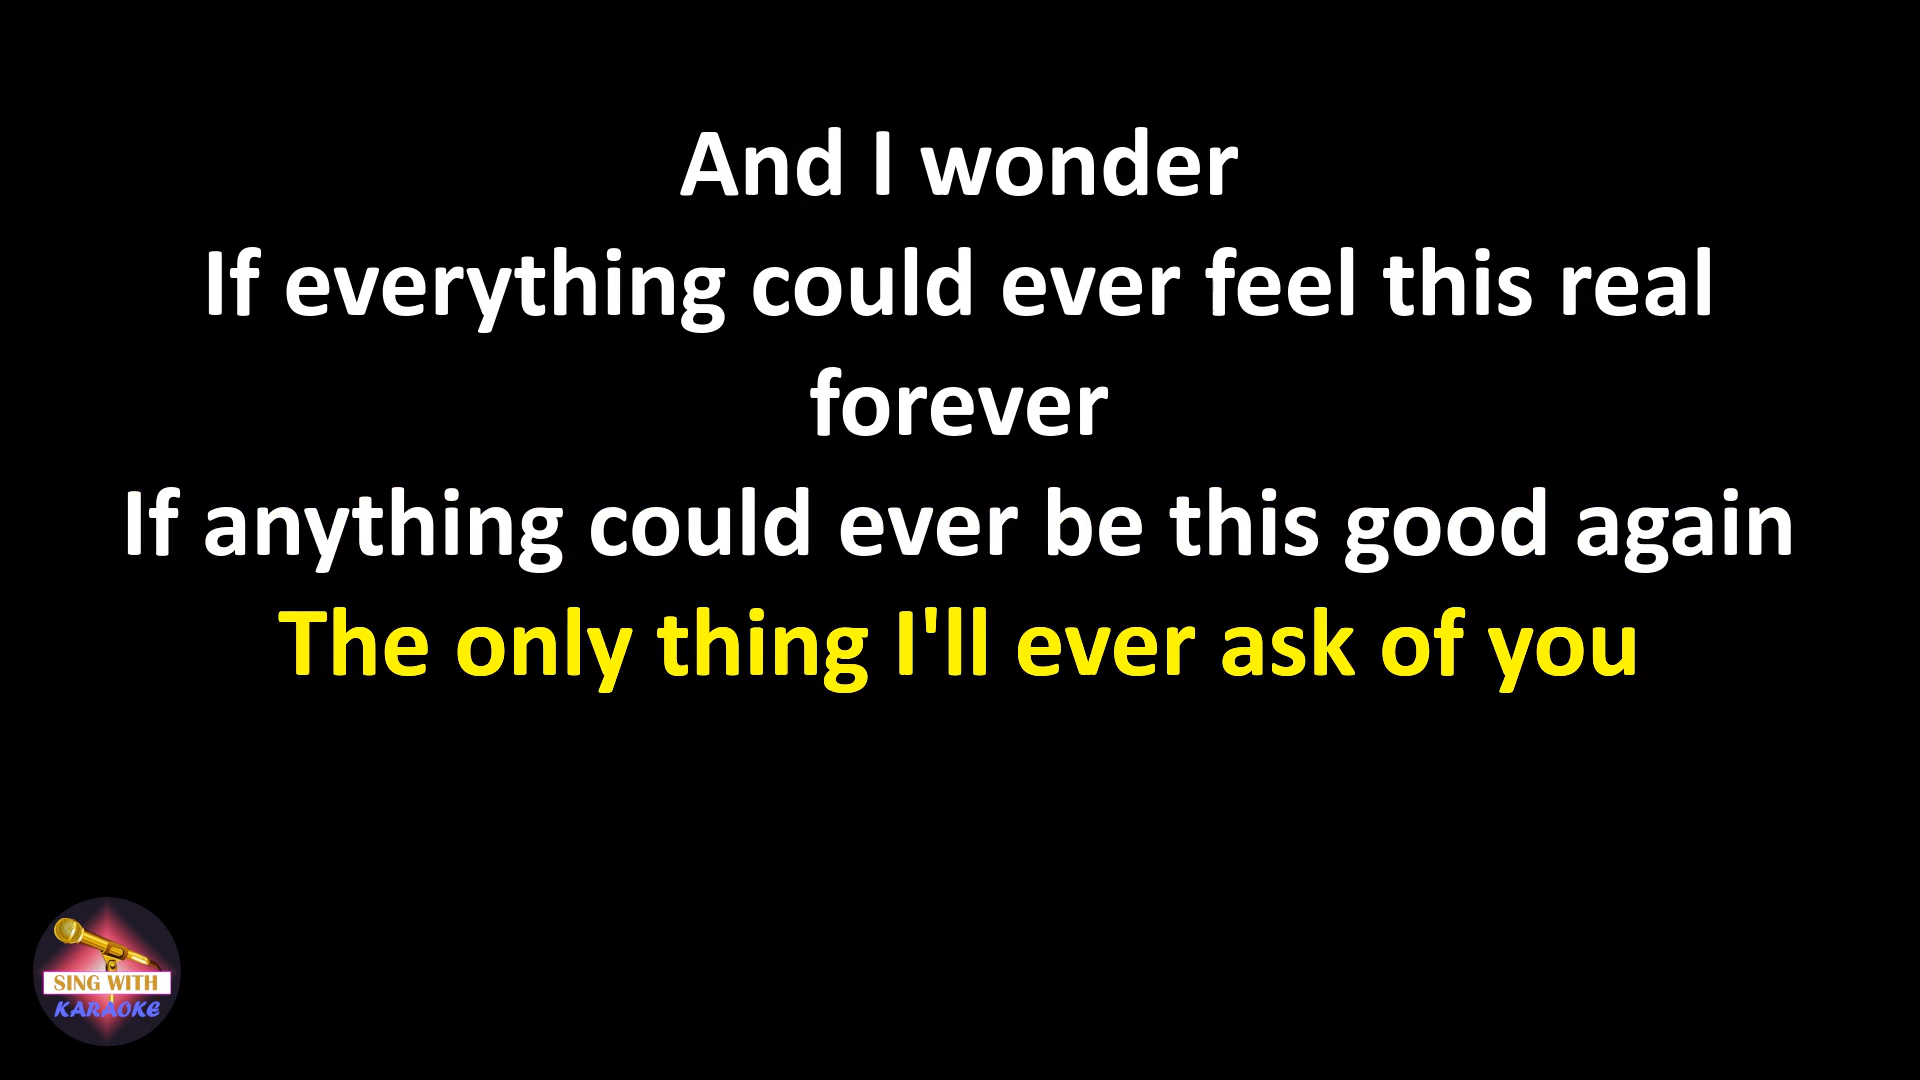 And I wonder
If everything could ever feel this real
forever
If anything could ever be this good again
The only thing I'll ever ask of you
SING WITH
KARAOKE